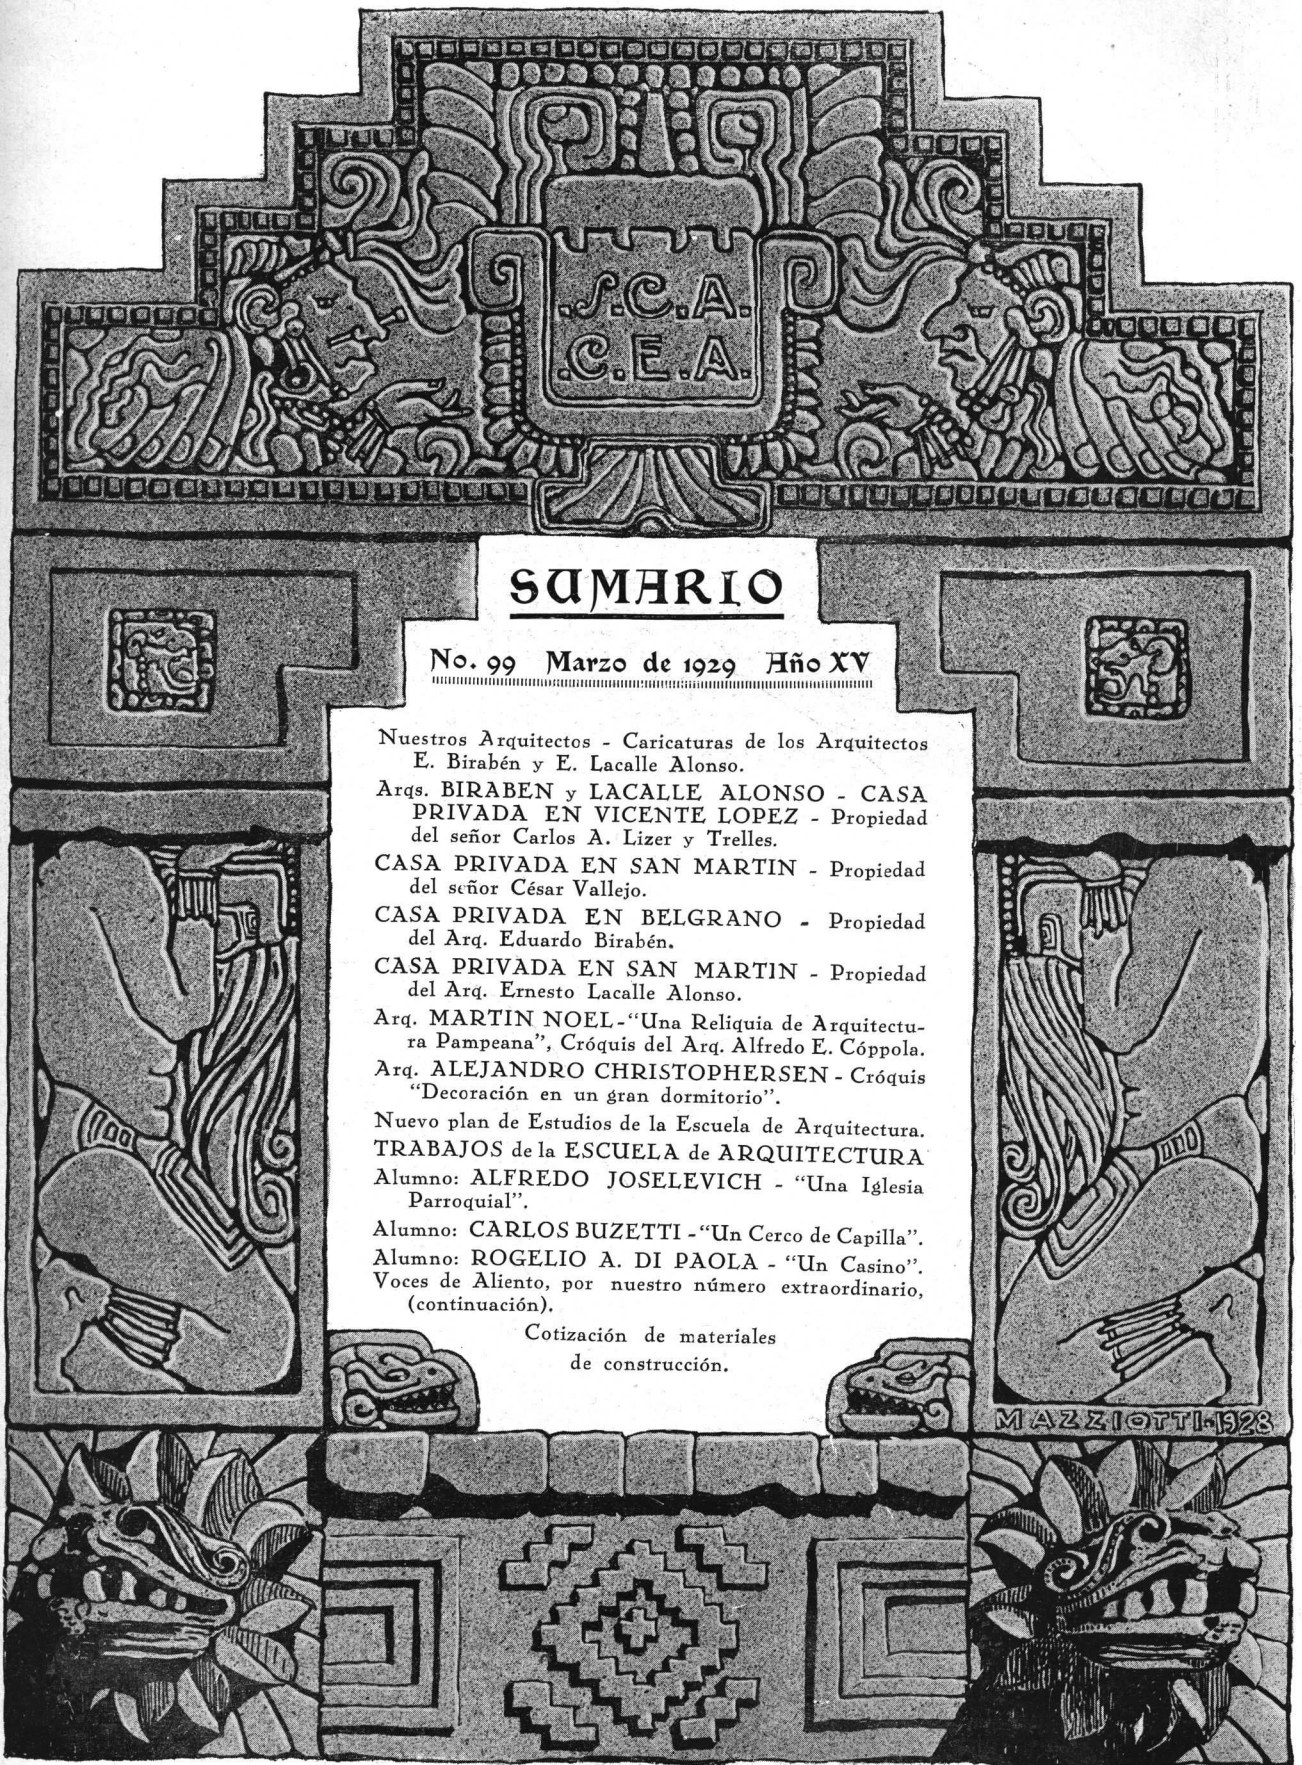 .S.C.A.
.C.E.A.
SUMARIO
No. 99 Marzo de 1929 Año XV
Nuestros Arquitectos - Caricaturas de los Arquitectos
E. Birabén y E. Lacalle Alonso.
Arqs. BIRABEN y LACALLE ALONSO - CASA
PRIVADA EN VICENTE LOPEZ - Propiedad
del señor Carlos A. Lizer y Trelles.
CASA PRIVADA EN SAN MARTIN - Propiedad
del señor César Vallejo.
CASA PRIVADA EN BELGRANO - Propiedad
del Arq. Eduardo Birabén.
CASA PRIVADA EN SAN MARTIN - Propiedad
del Arq. Ernesto Lacalle Alonso.
Arq. MARTIN NOEL-“Una Reliquia de Arquitectu-
ra Pampeana”, Cróquis del Arq. Alfredo E. Cóppola.
Arq. ALEJANDRO CHRISTOPHERSEN - Cróquis
“Decoración en un gran dormitorio”.
Nuevo plan de Estudios de la Escuela de Arquitectura.
TRABAJOS de la ESCUELA de ARQUITECTURA
Alumno: ALFREDO JOSELEVICH - “Una Iglesia
Parroquial”.
Alumno: CARLOS BUZETTI -“Un Cerco de Capilla”.
Alumno: ROGELIO A. DI PAOLA - “Un Casino”.
Voces de Aliento, por nuestro número extraordinario,
(continuación).
Cotización de materiales
de construcción.
MAZZIOTTI-1928